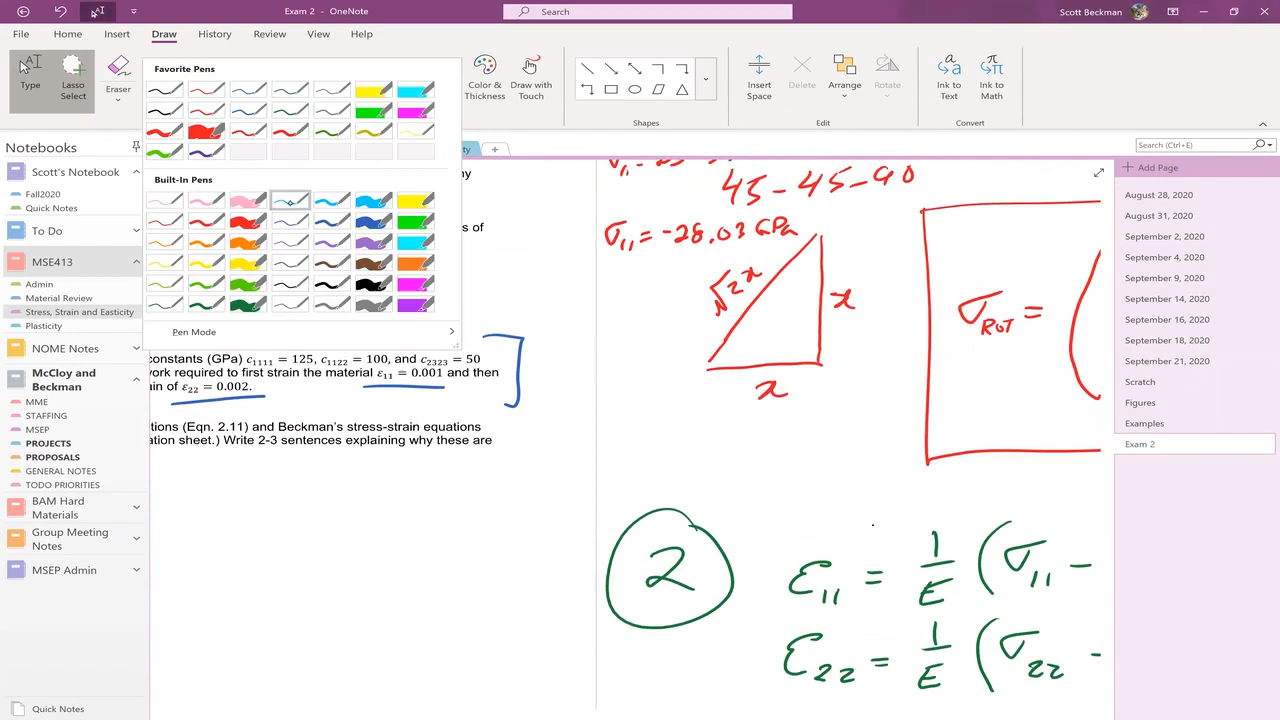 Exam 2 - OneNote
Search
Scott Beckman
File
Home
Insert
Draw
History
Review
View
Help
Type
Lasso
Select
Eraser
Color &
Thickness
Draw with
Touch
Shapes
Insert
Space
Delete
Arrange
Rotate
Edit
Ink to
Text
Ink to
Math
Convert
Favorite Pens
Built-In Pens
Pen Mode
Notebooks
Scott's Notebook
Fall2020
Quick Notes
To Do
MSE413
Admin
Material Review
Stress, Strain and Easticity
Plasticity
NOME Notes
McCloy and
Beckman
MME
STAFFING
MSEP
PROJECTS
PROPOSALS
GENERAL NOTES
TODO PRIORITIES
BAM Hard
Materials
Group Meeting
Notes
MSEP Admin
Quick Notes
Search (Ctrl+E)
Add Page
August 28, 2020
August 31, 2020
September 2, 2020
September 4, 2020
September 9, 2020
September 14, 2020
September 16, 2020
September 18, 2020
September 21, 2020
Scratch
Figures
Examples
Exam 2
ny
s of
constants (GPa) c₁₁₁₁ = 125, c₁₁₂₂ = 100, and c₂₃₂₃ = 50
ork required to first strain the material ε₁₁ = 0.001 and then
in of ε₂₂ = 0.002.
tions (Eqn. 2.11) and Beckman's stress-strain equations
ation sheet.) Write 2-3 sentences explaining why these are
45-45-90
σ₁₁ = -28.03 GPa
√2 x
x
x
σROT = (
2
ε₁₁ = 1/E (σ₁₁ -
ε₂₂ = 1/E (σ₂₂ -